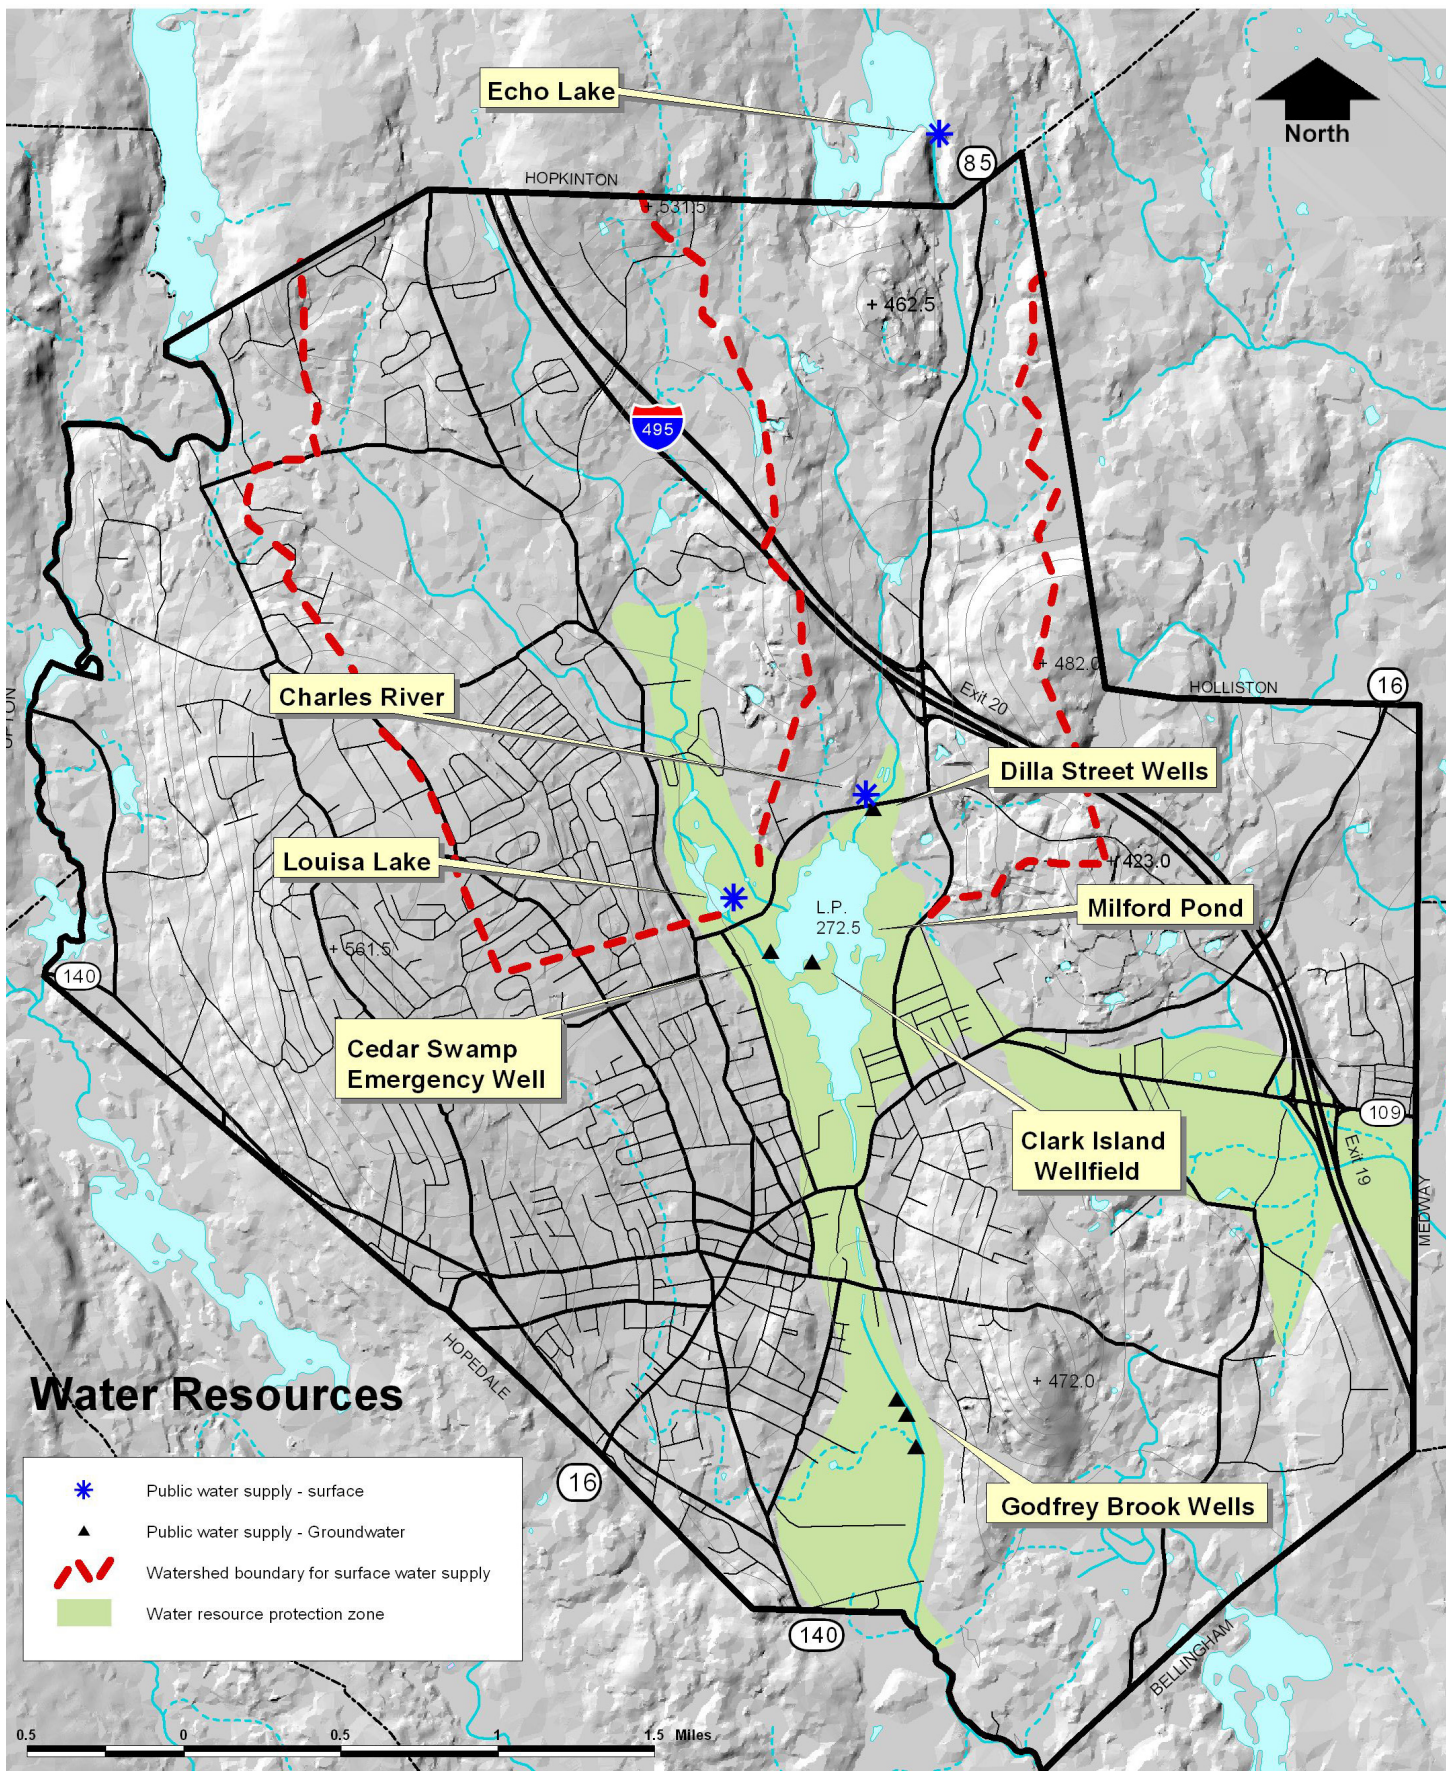 Echo Lake
North
85
HOPKINTON
+ 531.5
+ 462.5
495
+ 482.0
HOLLISTON
16
Exit 20
UPTON
Charles River
Dilla Street Wells
Louisa Lake
+ 423.0
Milford Pond
L.P.
272.5
+ 561.5
140
Cedar Swamp
Emergency Well
109
Clark Island
Wellfield
Exit 19
MEDWAY
HOPEDALE
+ 472.0
Water Resources
16
Godfrey Brook Wells
Public water supply - surface
Public water supply - Groundwater
Watershed boundary for surface water supply
Water resource protection zone
140
BELLINGHAM
0.5 0 0.5 1 1.5 Miles